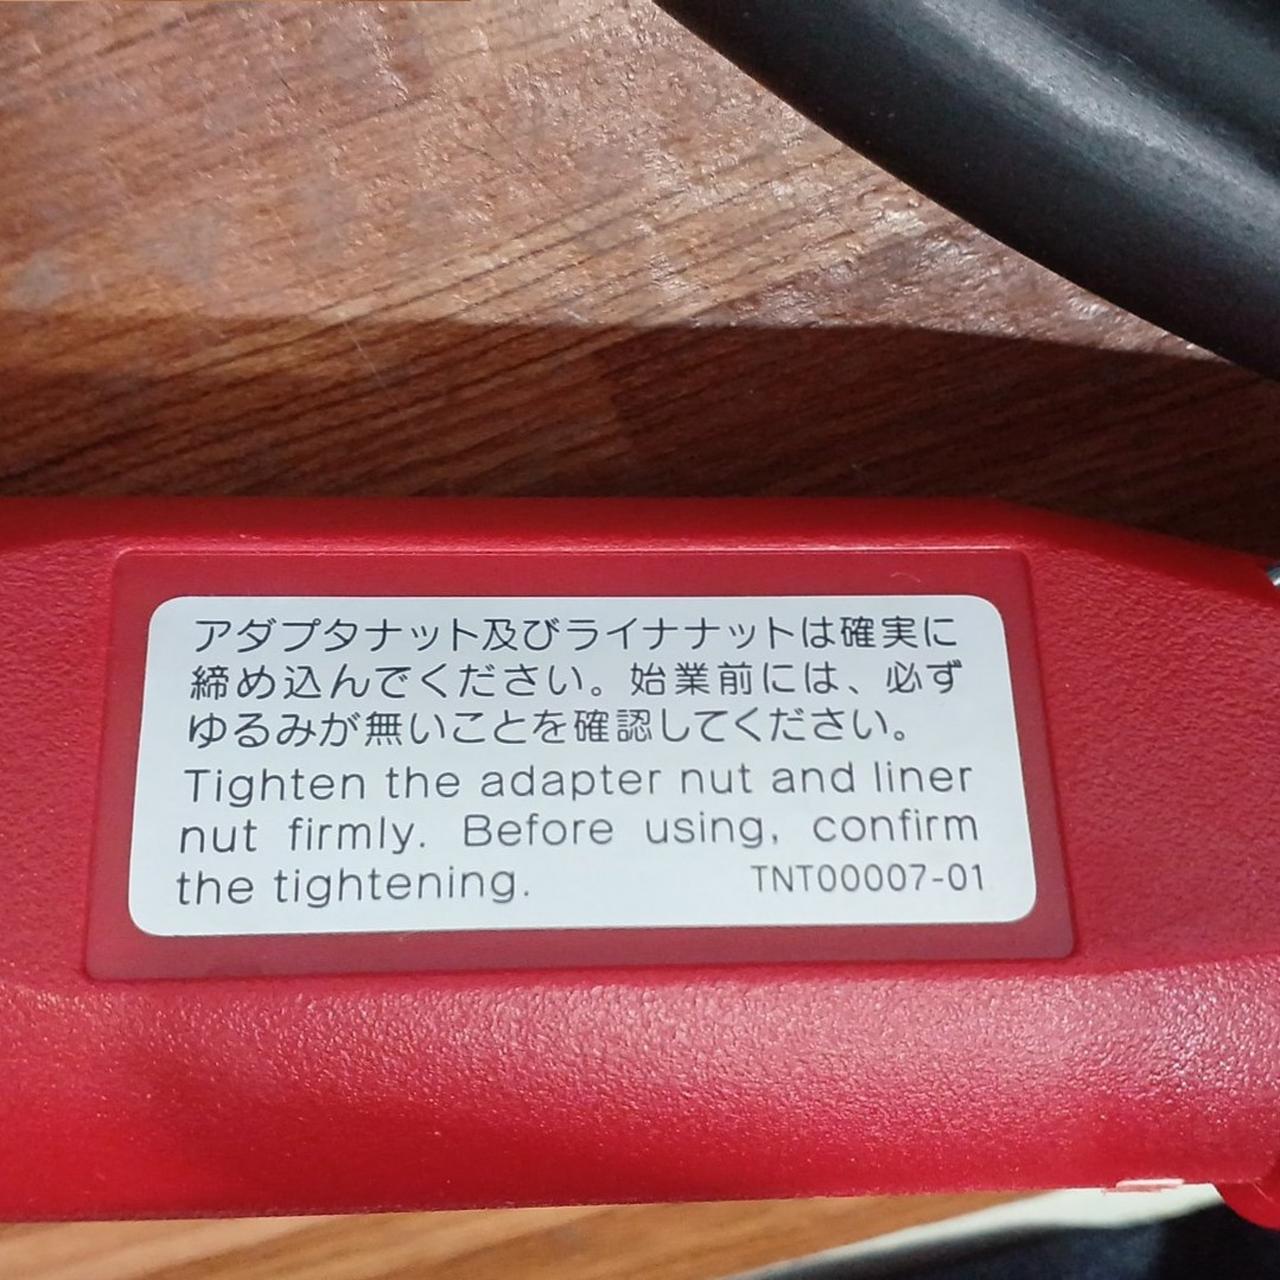 アダプタナット及びライナナットは確実に
締め込んでください。始業前には、必ず
ゆるみが無いことを確認してください。
Tighten the adapter nut and liner
nut firmly. Before using, confirm
the tightening. TNT00007-01